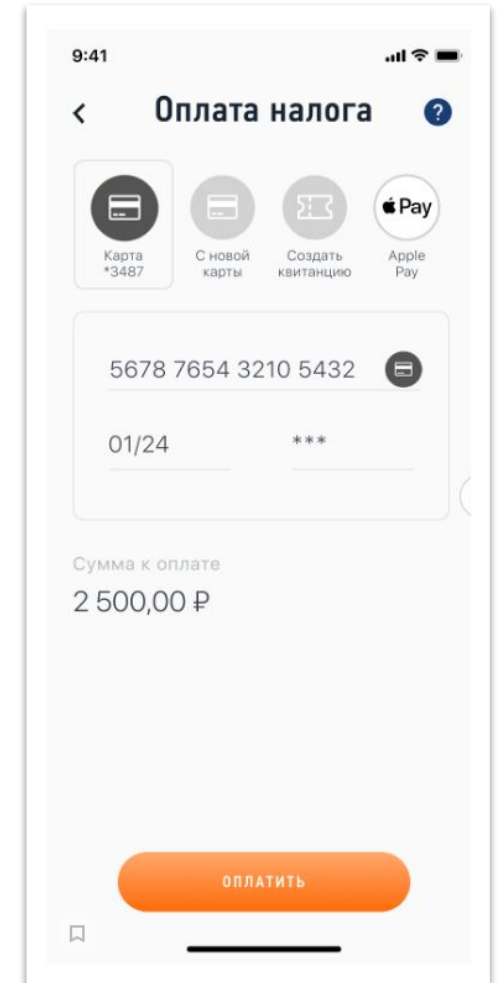 9:41
Оплата налога ?
Pay
Карта С новой Создать Apple
*3487 карты квитанцию Pay
5678 7654 3210 5432
01/24 ***
Сумма к оплате
2 500,00 ₽
ОПЛАТИТЬ